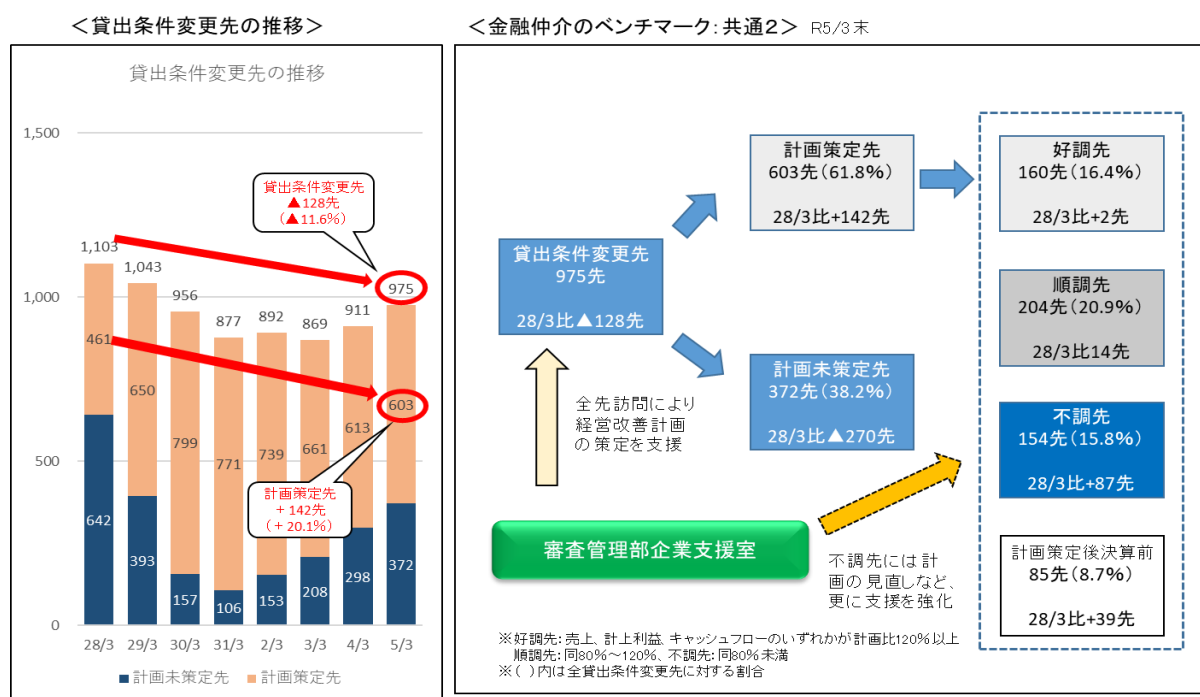 ＜貸出条件変更先の推移＞
貸出条件変更先の推移
1,500
1,000
500
0
貸出条件変更先
▲128先
（▲11.6%）
1,103
1,043
956
877
892
869
911
975
461
650
799
771
739
661
613
603
計画策定先
+142先
（+20.1%）
642
393
157
106
153
208
298
372
28/3
29/3
30/3
31/3
2/3
3/3
4/3
5/3
■計画未策定先
■計画策定先
＜金融仲介のベンチマーク：共通2＞ R5/3末
貸出条件変更先
975先
28/3比▲128先
計画策定先
603先（61.8%）
28/3比+142先
計画未策定先
372先（38.2%）
28/3比▲270先
好調先
160先（16.4%）
28/3比+2先
順調先
204先（20.9%）
28/3比14先
不調先
154先（15.8%）
28/3比+87先
計画策定後決算前
85先（8.7%）
28/3比+39先
全先訪問により
経営改善計画
の策定を支援
審査管理部企業支援室
不調先には計
画の見直しなど、
更に支援を強化
※好調先：売上、計上利益、キャッシュフローのいずれかが計画比120%以上
順調先：同80%～120%、不調先：同80%未満
※（ ）内は全貸出条件変更先に対する割合